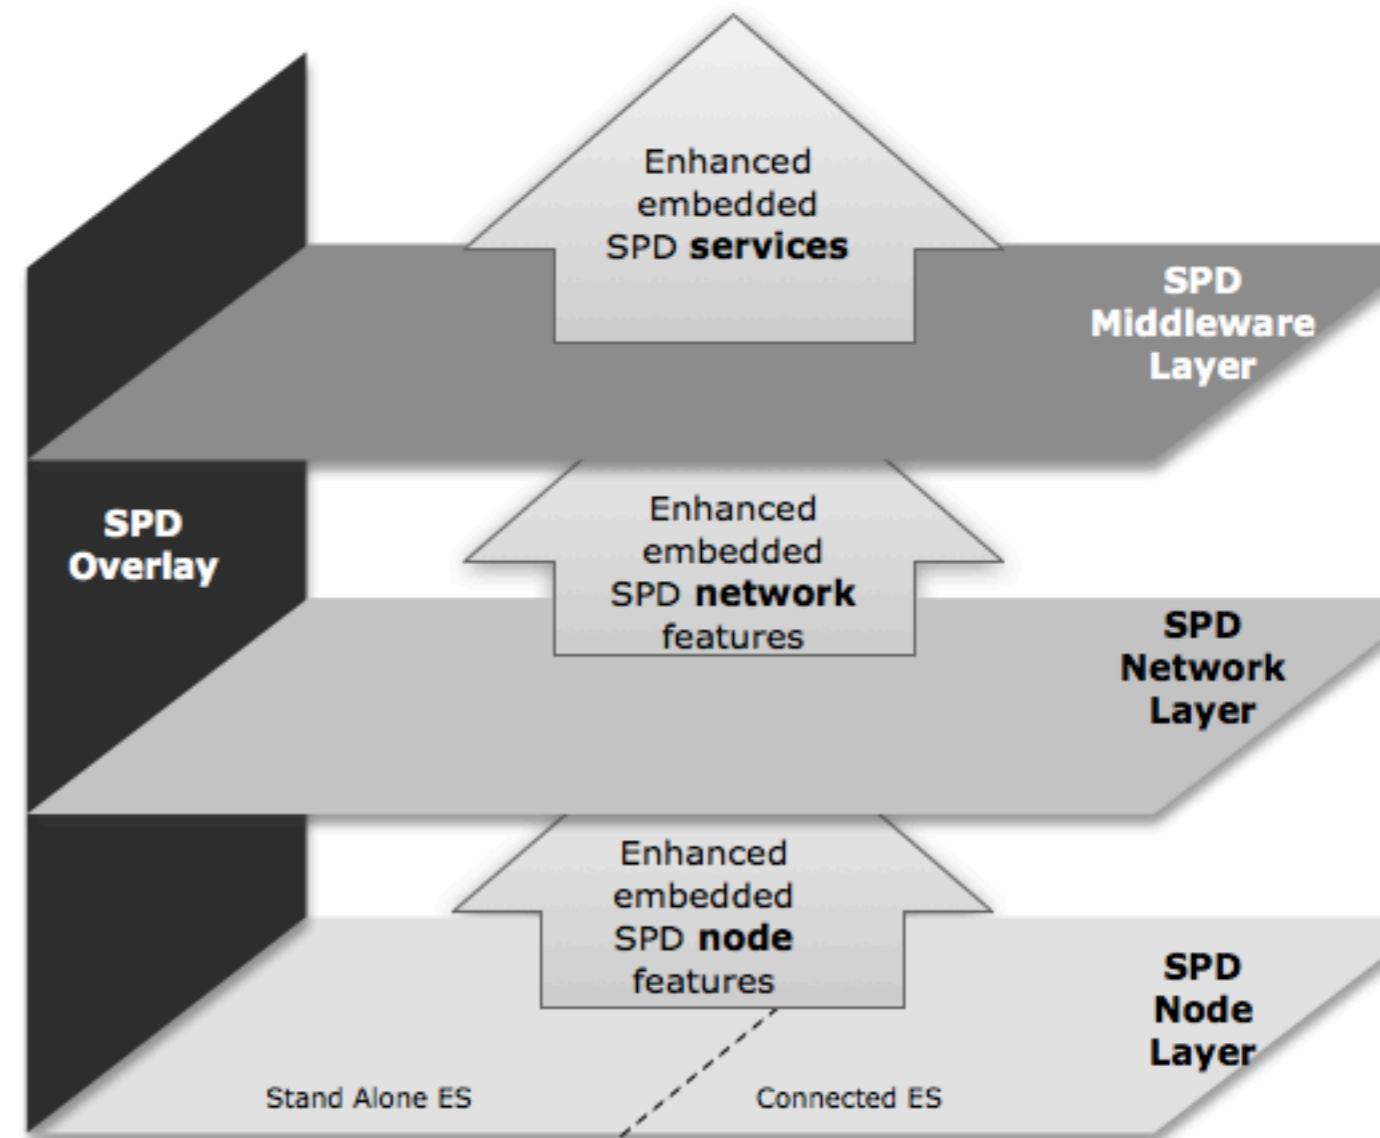 Enhanced
embedded
SPD services
SPD
Middleware
Layer
SPD
Overlay
Enhanced
embedded
SPD network
features
SPD
Network
Layer
Enhanced
embedded
SPD node
features
SPD
Node
Layer
Stand Alone ES
Connected ES